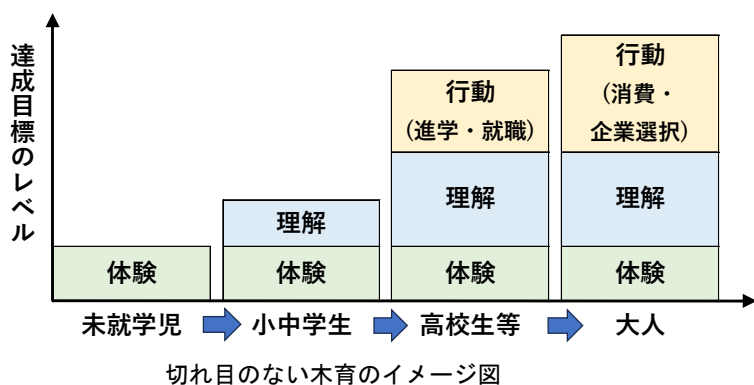 達成目標のレベル
体験
理解
体験
行動
(進学・就職)
理解
体験
行動
(消費・
企業選択)
理解
体験
未就学児
小中学生
高校生等
大人
切れ目のない木育のイメージ図